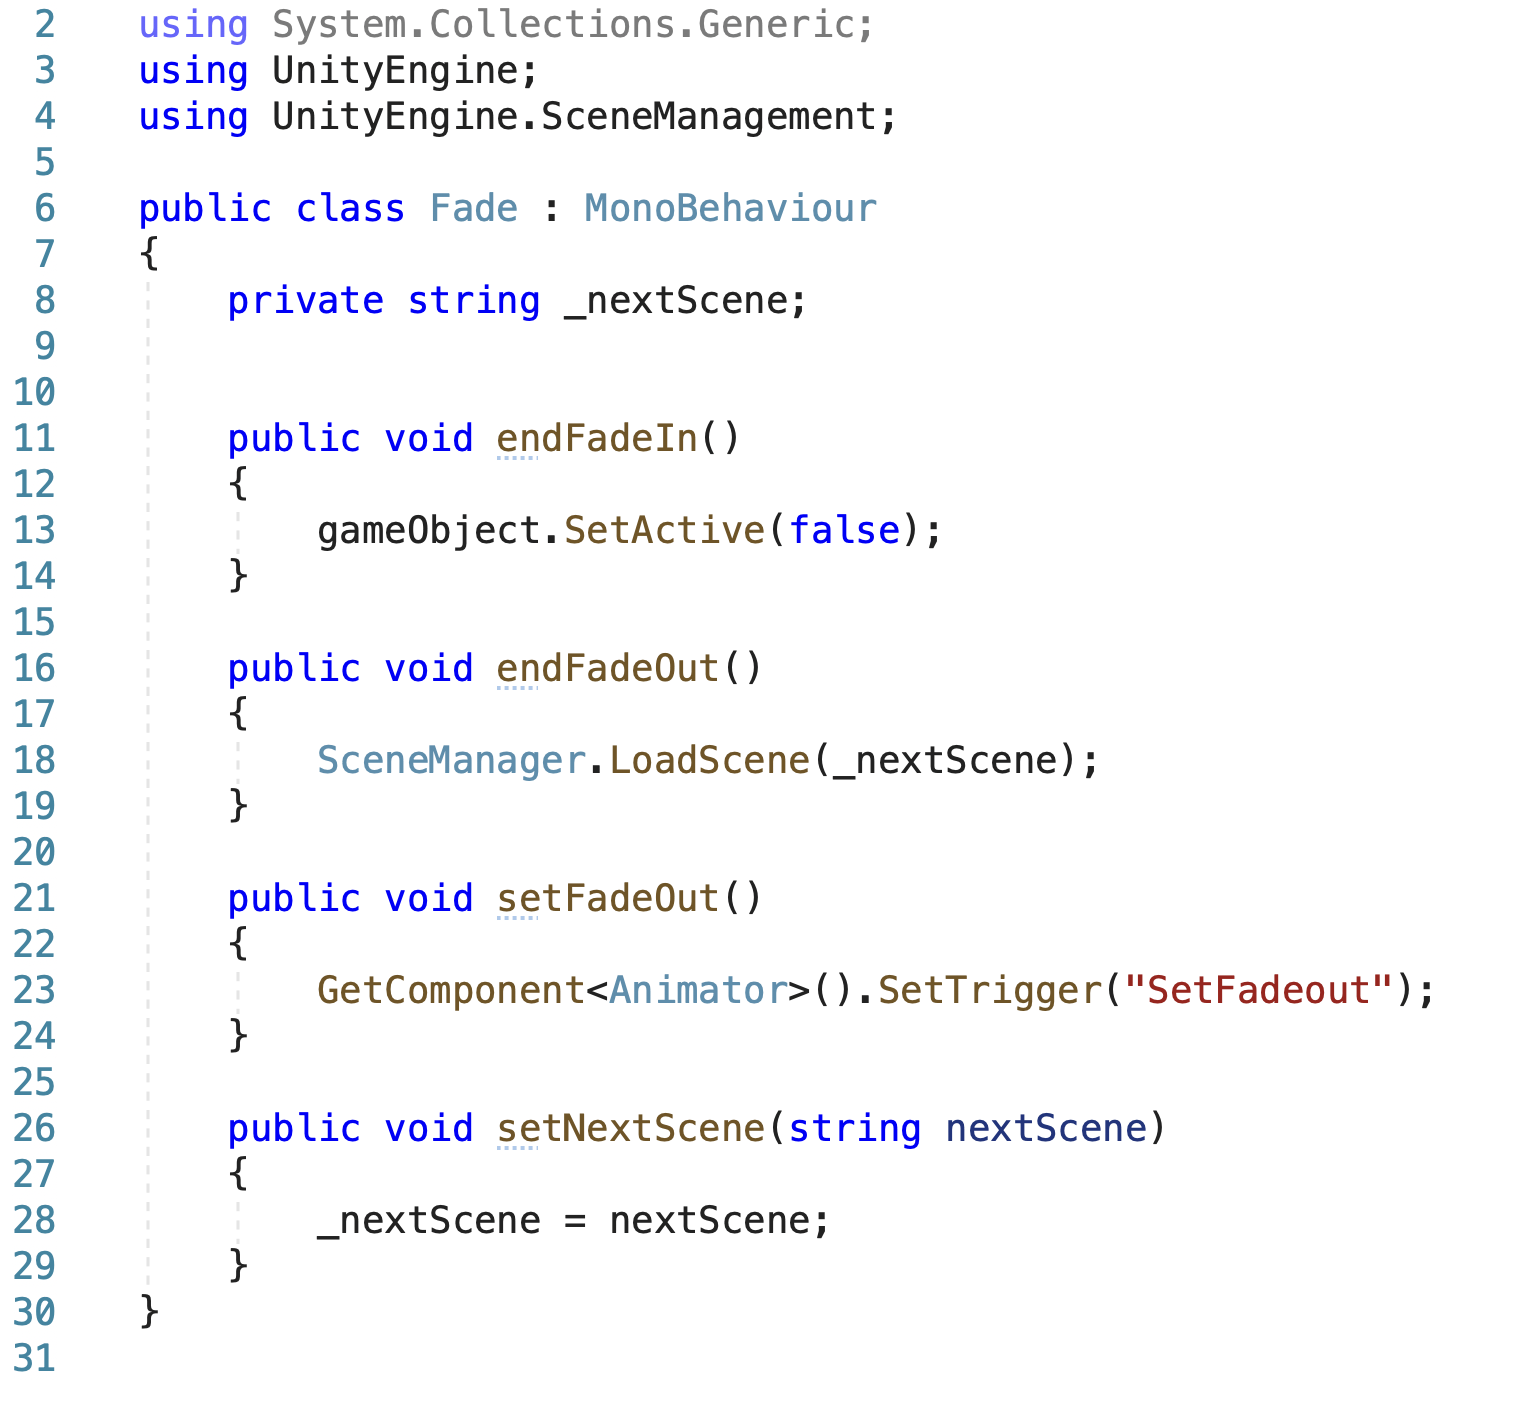 2 using System.Collections.Generic;
3 using UnityEngine;
4 using UnityEngine.SceneManagement;
5
6 public class Fade : MonoBehaviour
7 {
8     private string _nextScene;
9
10
11     public void endFadeIn()
12     {
13         gameObject.SetActive(false);
14     }
15
16     public void endFadeOut()
17     {
18         SceneManager.LoadScene(_nextScene);
19     }
20
21     public void setFadeOut()
22     {
23         GetComponent<Animator>().SetTrigger("SetFadeout");
24     }
25
26     public void setNextScene(string nextScene)
27     {
28         _nextScene = nextScene;
29     }
30 }
31